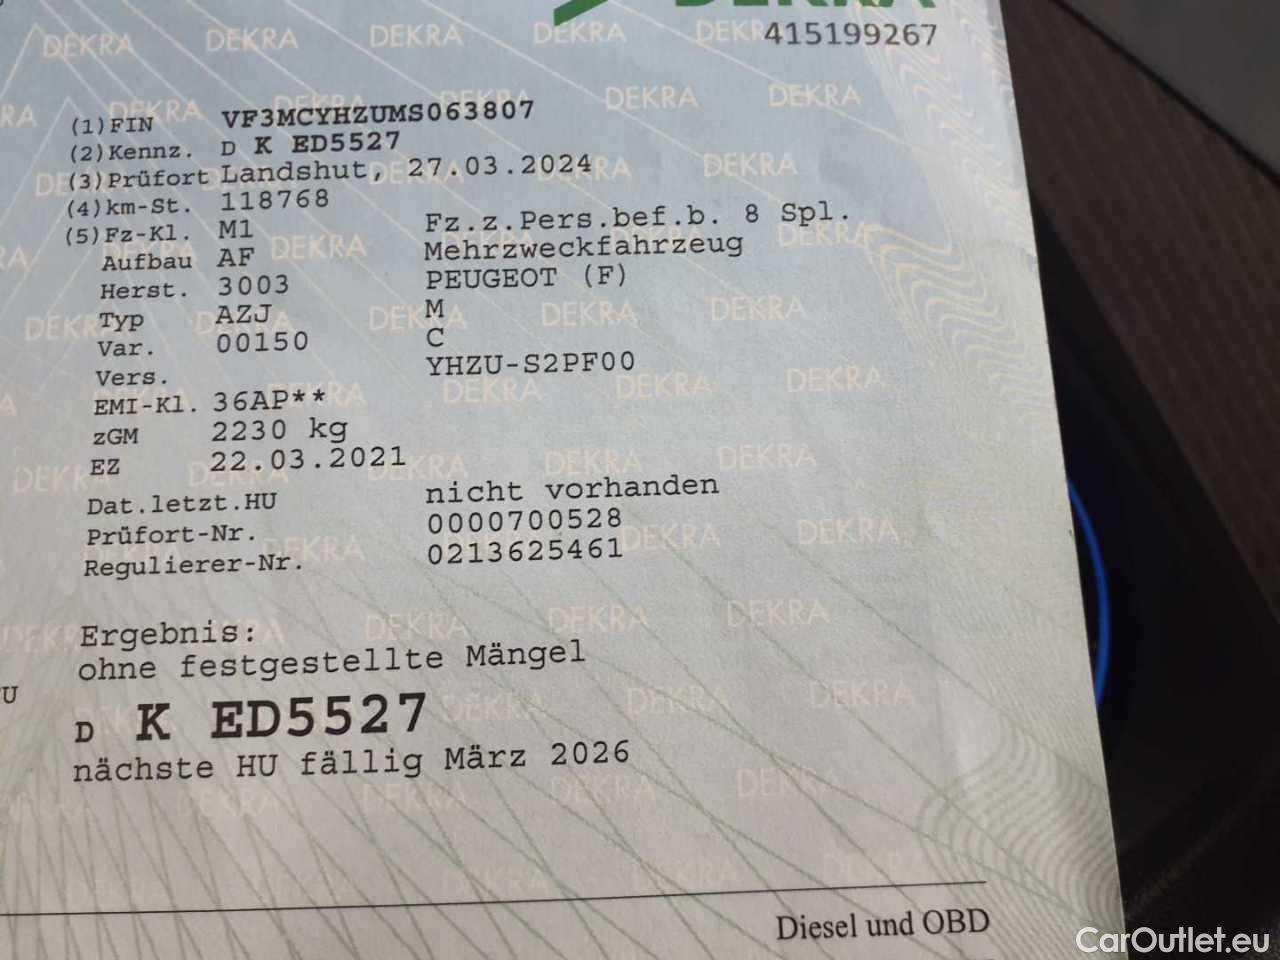 DEKRA
415199267
(1)FIN VF3MCYHZUMS063807
(2)Kennz. D K ED5527
(3)Prüfort Landshut, 27.03.2024
(4)km-St. 118768
(5)Fz-Kl. M1 Fz.z.Pers.bef.b. 8 Spl.
Aufbau AF Mehrzweckfahrzeug
Herst. 3003 PEUGEOT (F)
Typ AZJ M
Var. 00150 C
Vers. YHZU-S2PF00
EMI-Kl. 36AP**
zGM 2230 kg
EZ 22.03.2021
Dat.letzt.HU nicht vorhanden
Prüfort-Nr. 0000700528
Regulierer-Nr. 0213625461
Ergebnis:
ohne festgestellte Mängel
D K ED5527
nächste HU fällig März 2026
Diesel und OBD
CarOutlet.eu